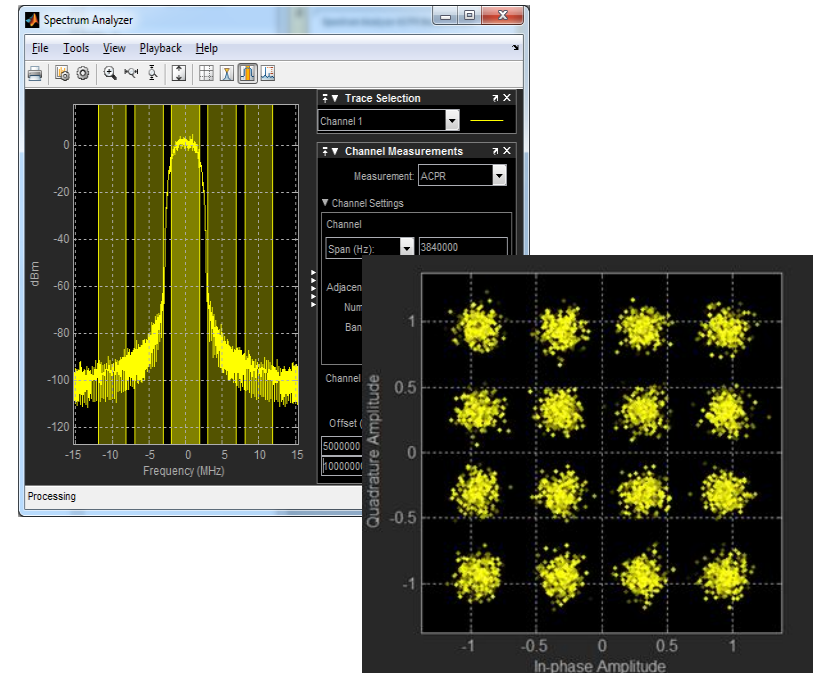 Spectrum Analyzer
File Tools View Playback Help
Trace Selection
Channel 1
Channel Measurements
Measurement: ACPR
Channel Settings
Channel
Span (Hz): 3840000
Adjacen
Num
Ban
Channel
Offset (
5000000
1000000
0
-20
-40
-60
-80
-100
-120
dBm
-15 -10 -5 0 5 10 15
Frequency (MHz)
Processing
1
0.5
0
-0.5
-1
Quadrature Amplitude
-1 -0.5 0 0.5 1
In-phase Amplitude